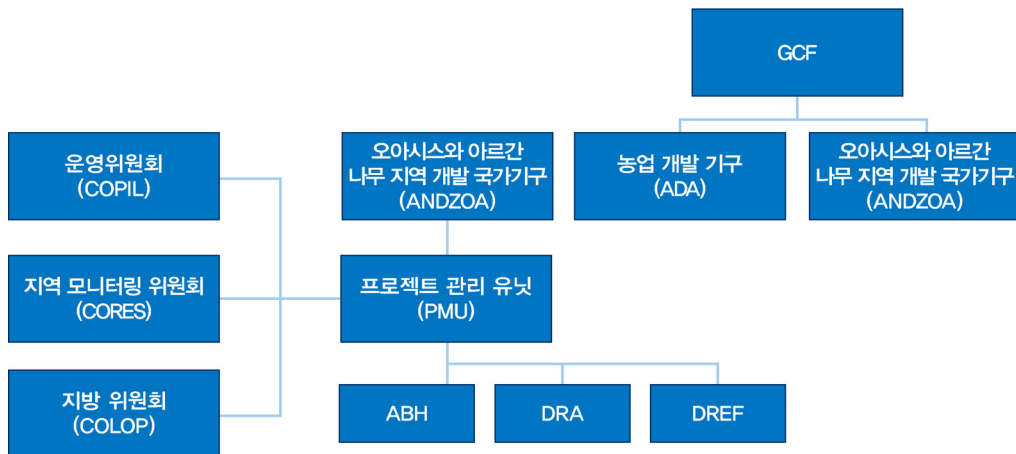 GCF
운영위원회
(COPIL)
오아시스와 아르간
나무 지역 개발 국가기구
(ANDZOA)
농업 개발 기구
(ADA)
오아시스와 아르간
나무 지역 개발 국가기구
(ANDZOA)
지역 모니터링 위원회
(CORES)
프로젝트 관리 유닛
(PMU)
지방 위원회
(COLOP)
ABH
DRA
DREF